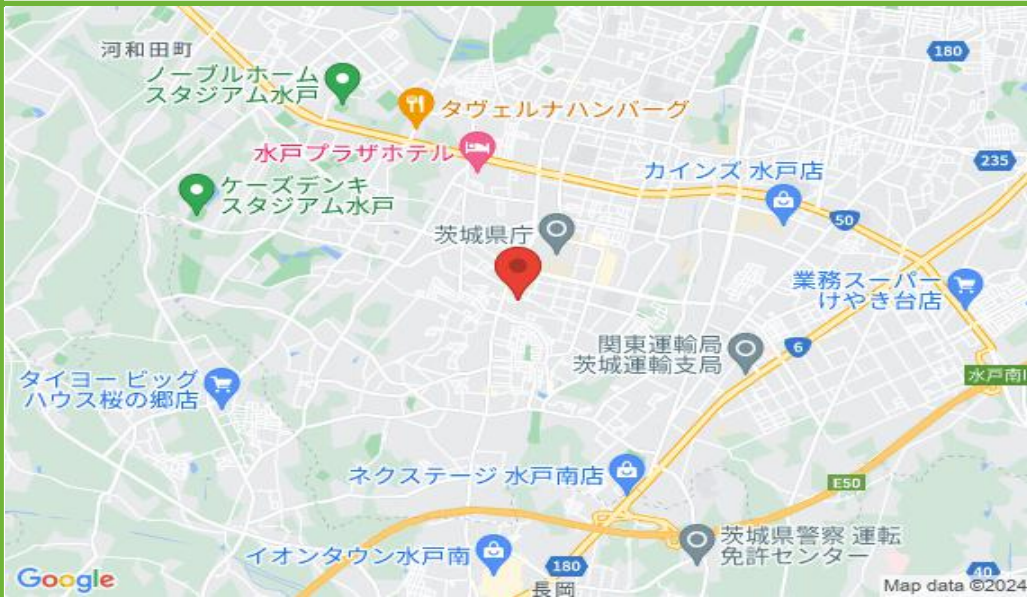 河和田町
ノーブルホーム
スタジアム水戸
180
タヴェルナハンバーグ
水戸プラザホテル
カインズ 水戸店
235
ケーズデンキ
スタジアム水戸
茨城県庁
50
業務スーパー
けやき台店
関東運輸局
茨城運輸支局
6
タイヨー ビッグ
ハウス桜の郷店
水戸南I
ネクステージ 水戸南店
E50
茨城県警察 運転
免許センター
イオンタウン水戸南
180
40
長岡
Google
Map data ©2024